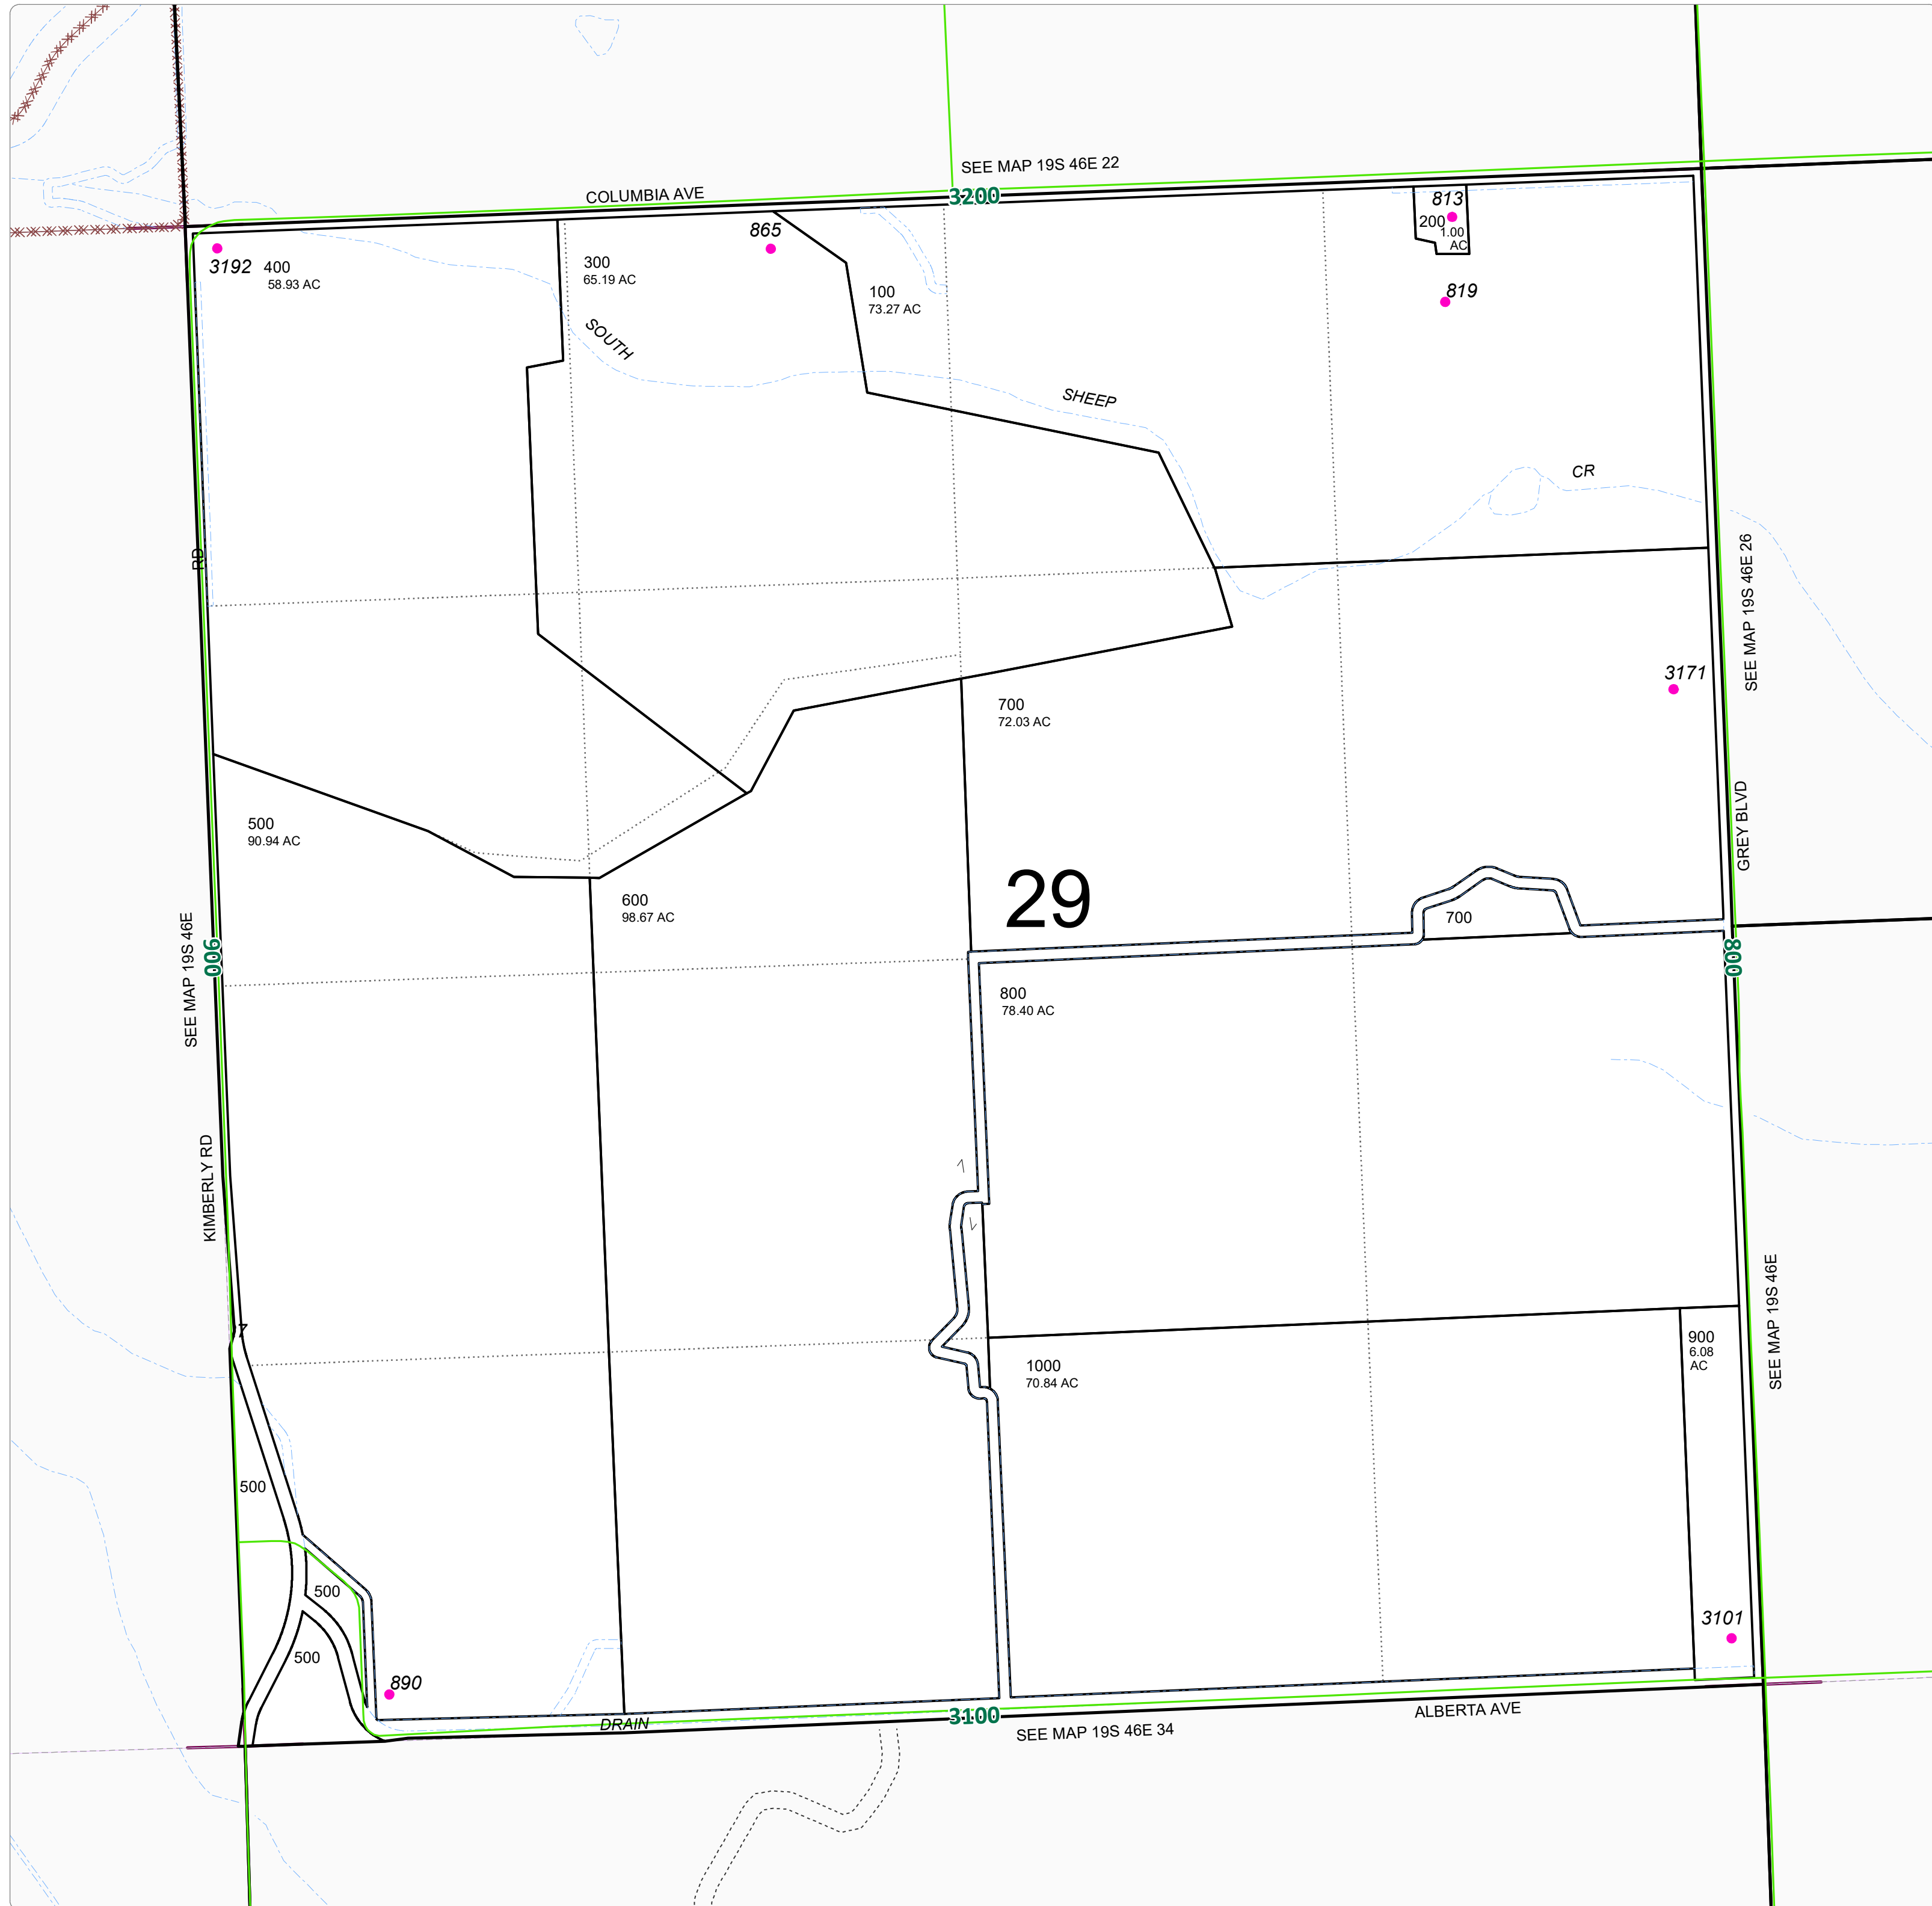 SEE MAP 19S 46E 22
COLUMBIA AVE
3200
813
200
1.00
AC
865
3192
400
58.93 AC
300
65.19 AC
100
73.27 AC
819
SOUTH
SHEEP
CR
RD
SEE MAP 19S 46E 26
3171
700
72.03 AC
500
90.94 AC
GREY BLVD
600
98.67 AC
29
700
SEE MAP 19S 46E
900
800
800
78.40 AC
KIMBERLY RD
7
SEE MAP 19S 46E
900
6.08
AC
1000
70.84 AC
500
500
500
3101
890
DRAIN
3100
ALBERTA AVE
SEE MAP 19S 46E 34